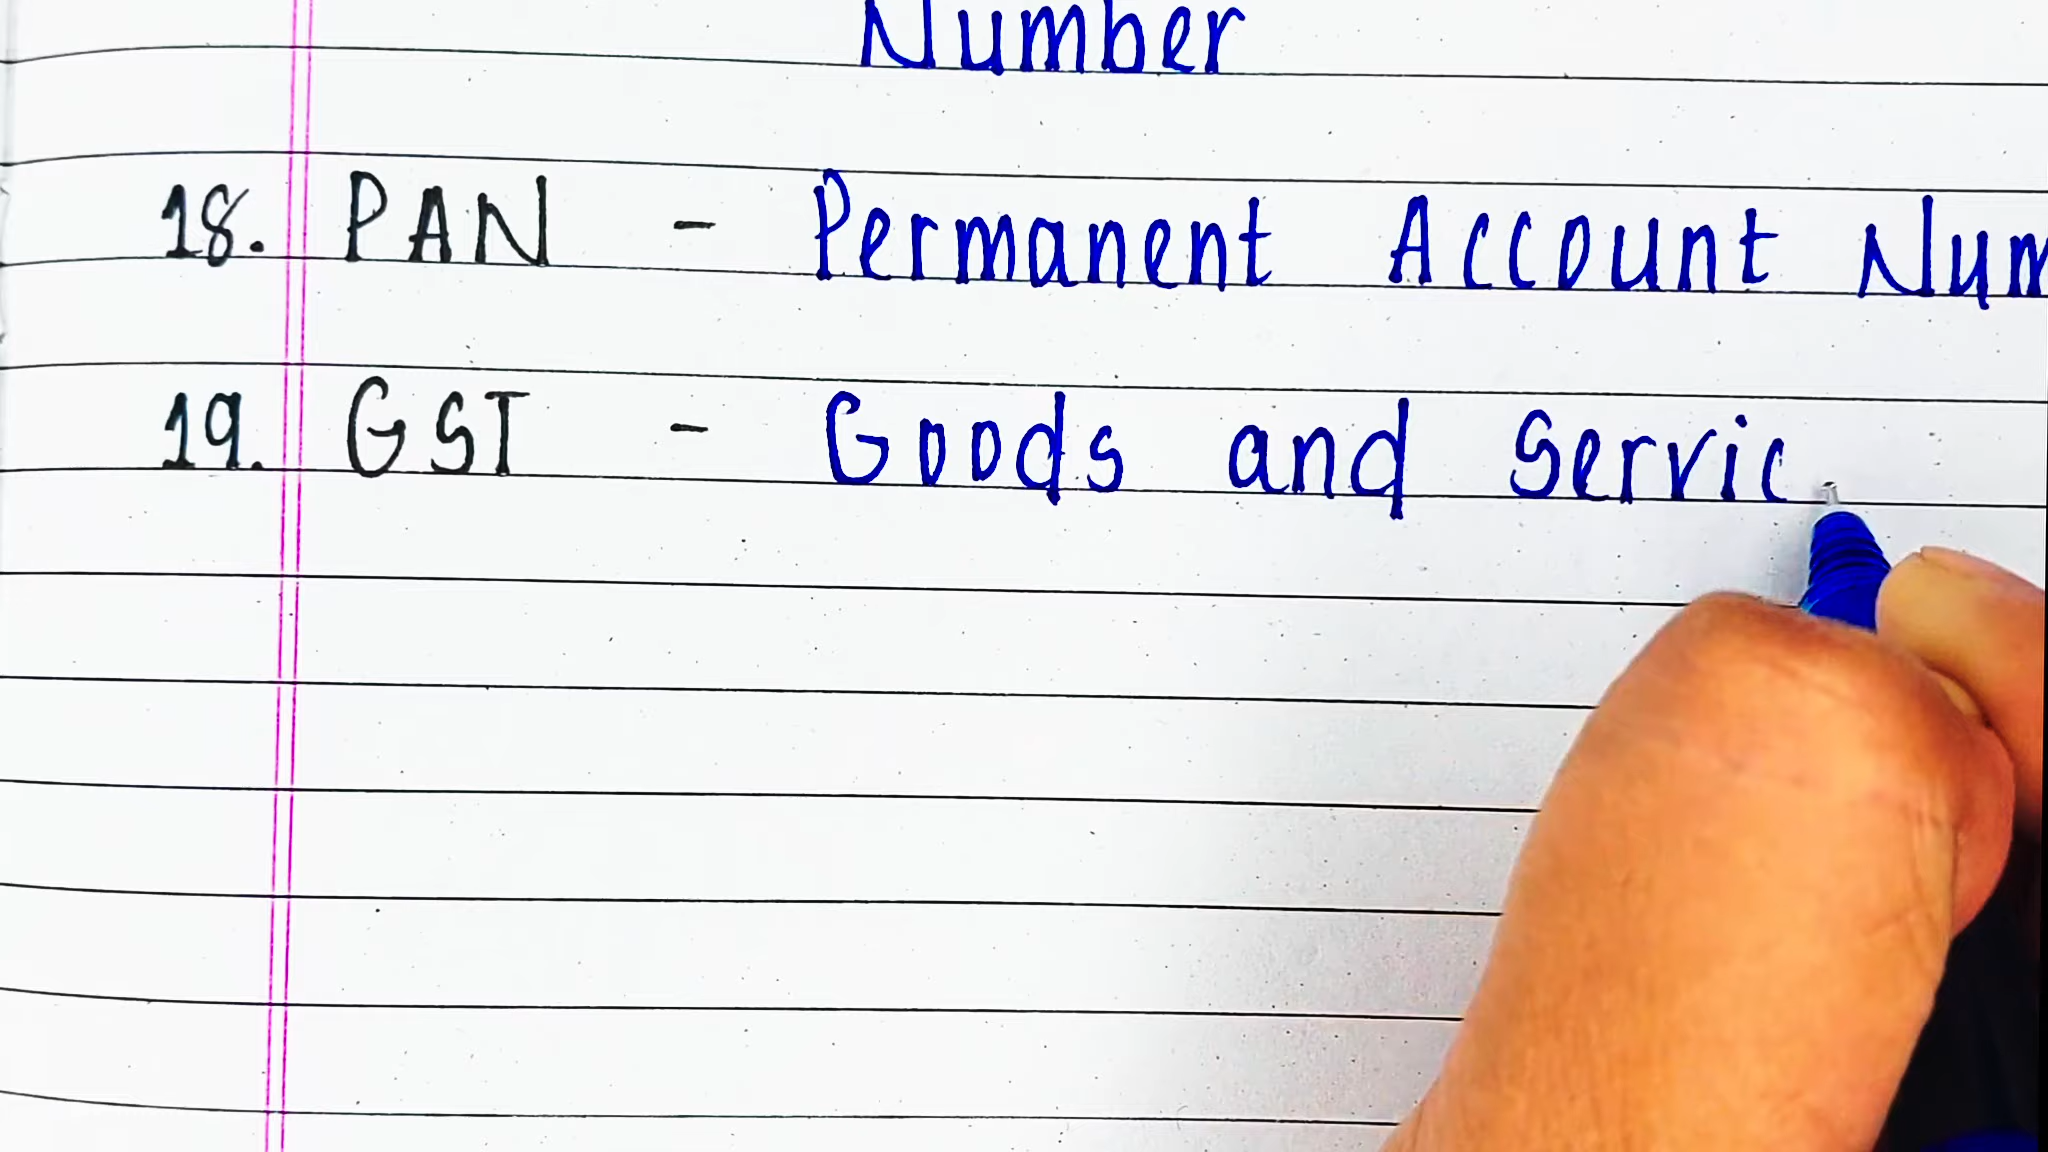 Number
18. PAN - Permanent Account Num
19. GST - Goods and Servic